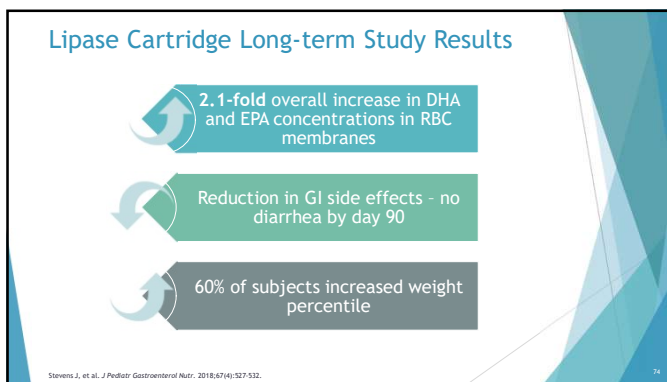 Lipase Cartridge Long-term Study Results
2.1-fold overall increase in DHA
and EPA concentrations in RBC
membranes
Reduction in GI side effects – no
diarrhea by day 90
60% of subjects increased weight
percentile
Stevens J, et al. J Pediatr Gastroenterol Nutr. 2018;67(4):527-532.
74